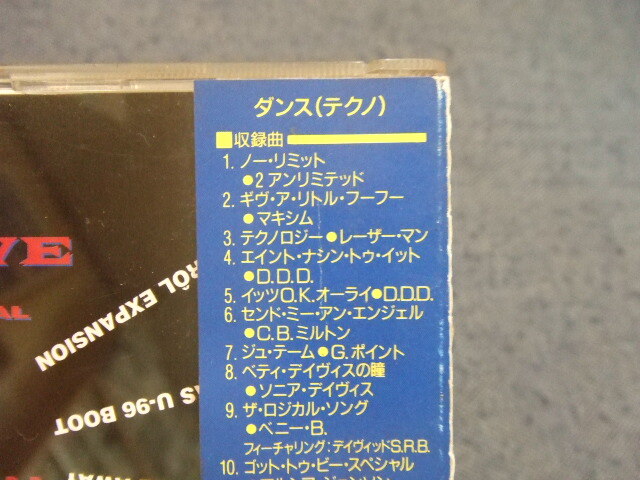 ダンス(テクノ)
■収録曲
1. ノー・リミット
●2アンリミテッド
2. ギヴ・ア・リトル・フーフー
●マキシム
3. テクノロジー●レーザー・マン
4. エイント・ナシン・トゥ・イット
●D.D.D.
5. イッツO.K.オーライ●D.D.D.
6. センド・ミー・アン・エンジェル
●C.B.ミルトン
7. ジュ・テーム●G.ポイント
8. ベティ・デイヴィスの瞳
●ソニア・デイヴィス
9. ザ・ロジカル・ソング
●ベニー・B.
フィーチャリング:デイヴィッドS.R.B.
10. ゴット・トゥ・ビー・スペシャル
EXPANSION
U-96 BOOT